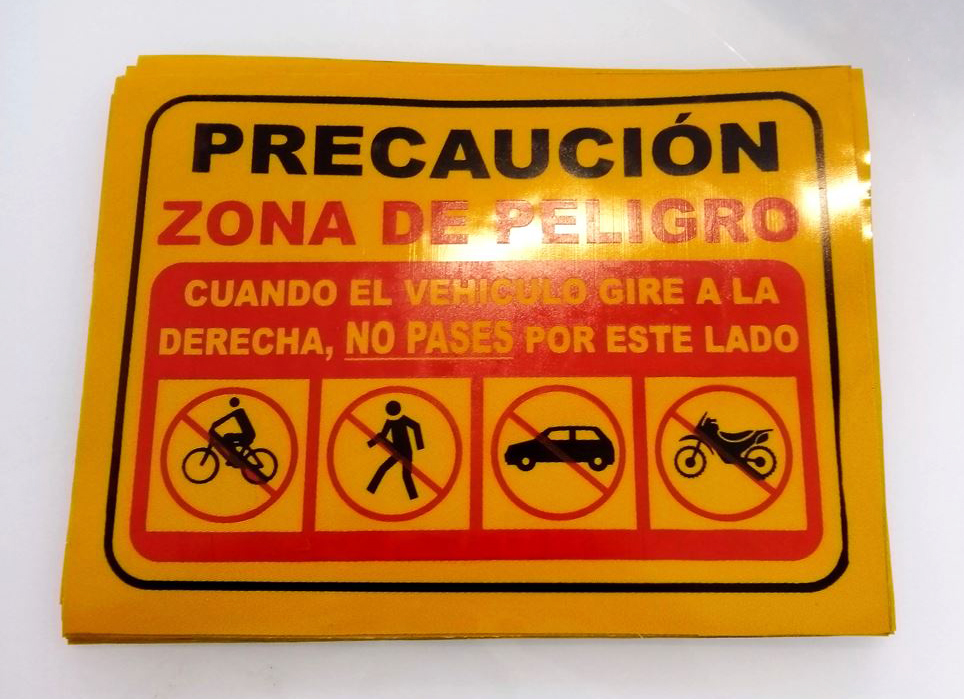 PRECAUCIÓN
ZONA DE PELIGRO
CUANDO EL VEHICULO GIRE A LA
DERECHA, NO PASES POR ESTE LADO